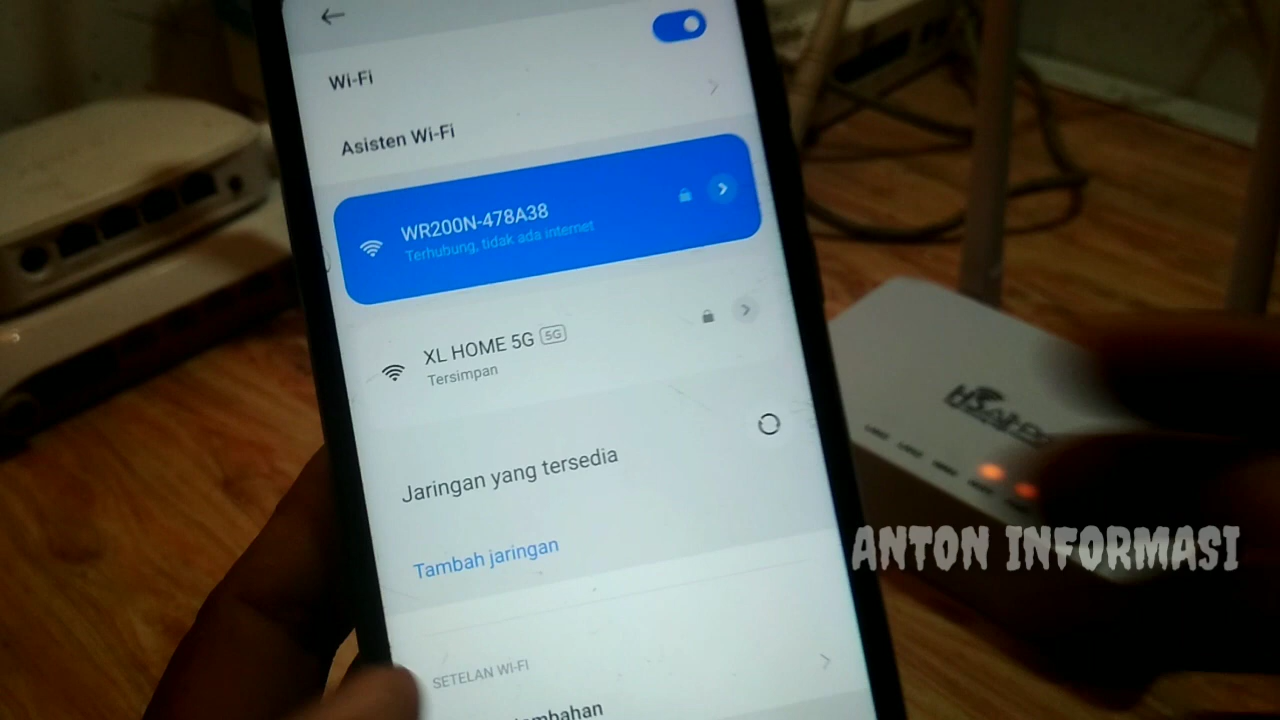 Wi-Fi
Asisten Wi-Fi
WR200N-478A38
Terhubung, tidak ada internet
XL HOME 5G 5G
Tersimpan
Jaringan yang tersedia
Tambah jaringan
SETELAN WI-FI
ANTON INFORMASI